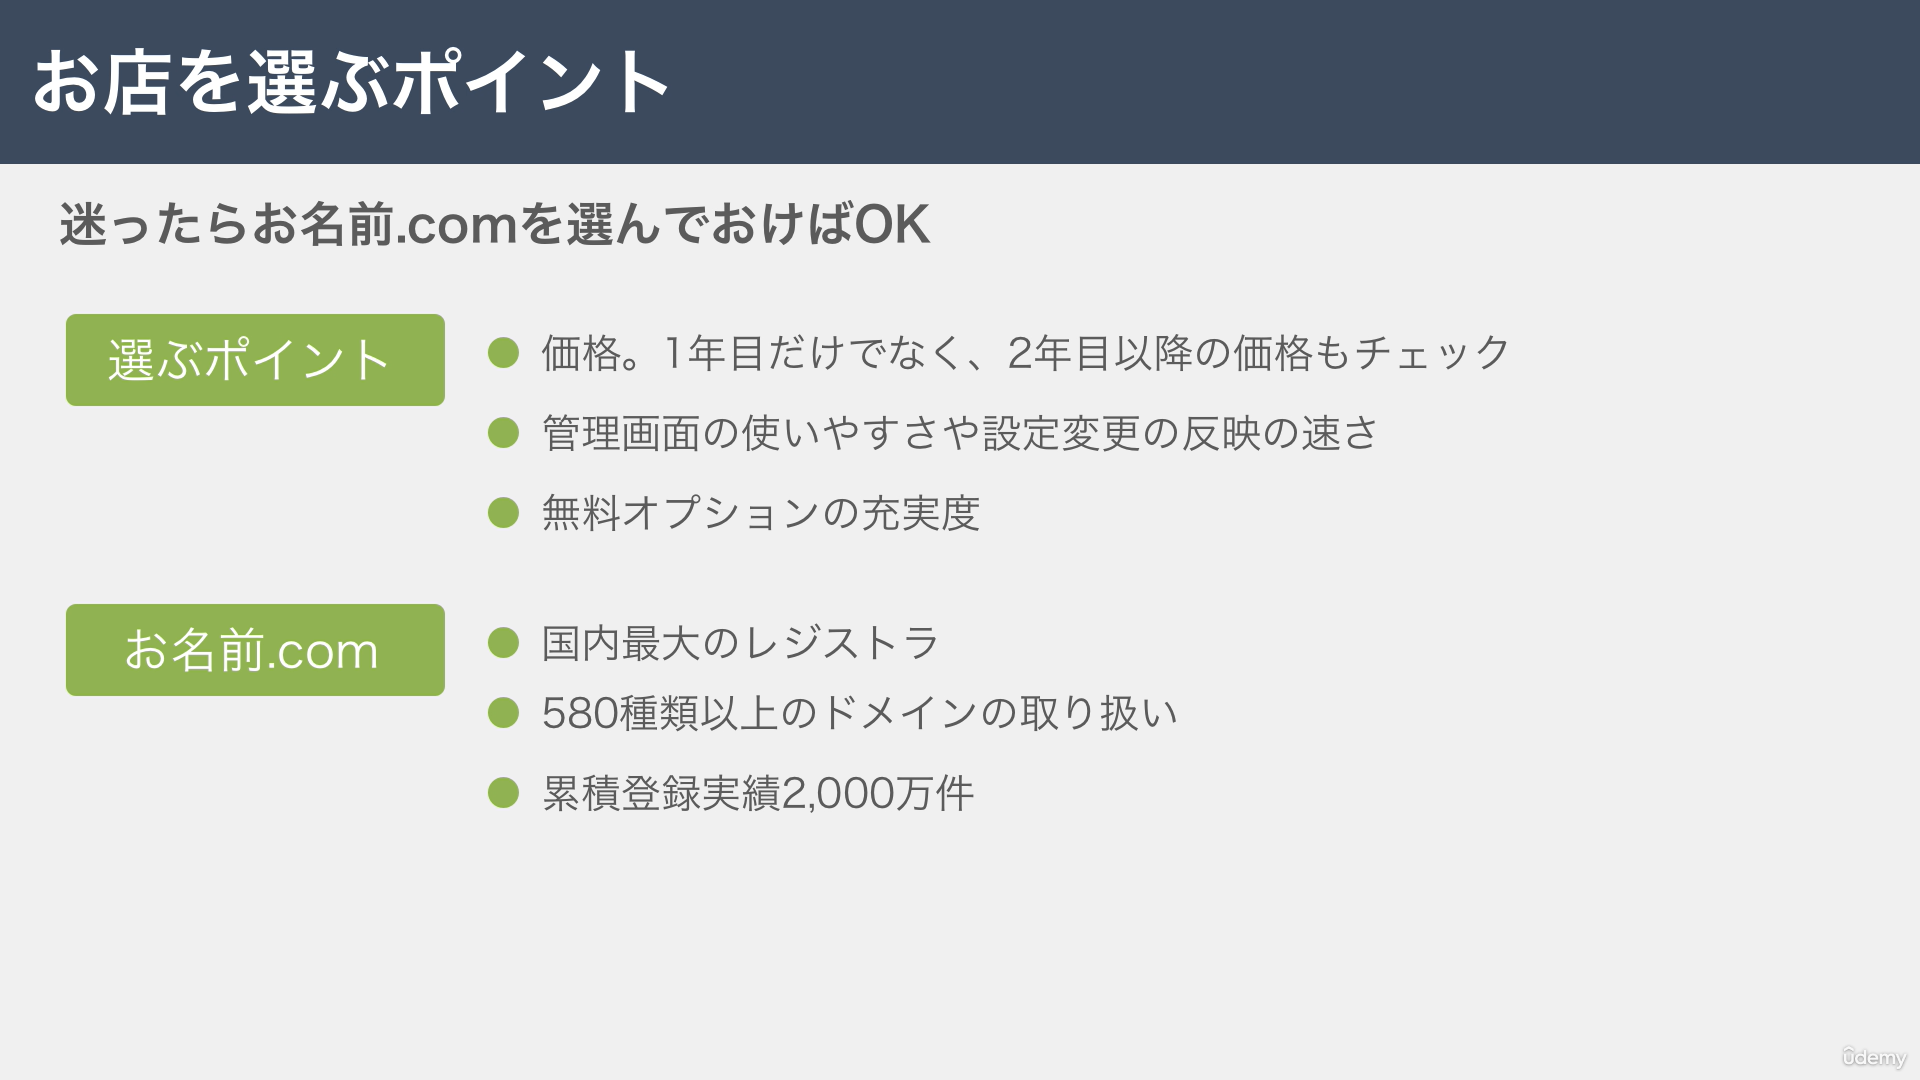 お店を選ぶポイント
迷ったらお名前.comを選んでおけばOK
選ぶポイント
価格。1年目だけでなく、2年目以降の価格もチェック
管理画面の使いやすさや設定変更の反映の速さ
無料オプションの充実度
お名前.com
国内最大のレジストラ
580種類以上のドメインの取り扱い
累積登録実績2,000万件
ûdemy